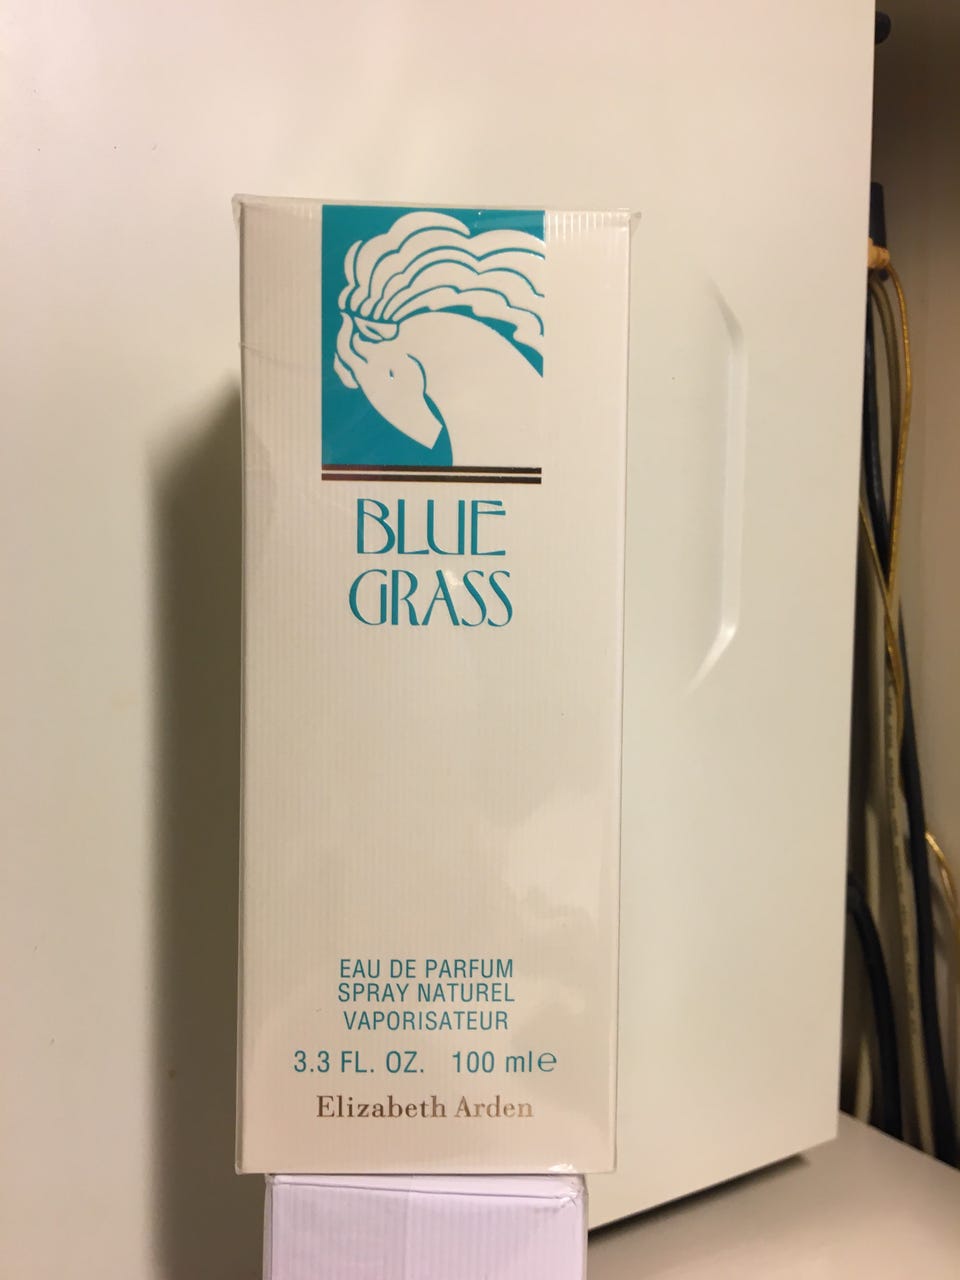 BLUE
GRASS
EAU DE PARFUM
SPRAY NATUREL
VAPORISATEUR
3.3 FL. OZ. 100 ml ℮
Elizabeth Arden